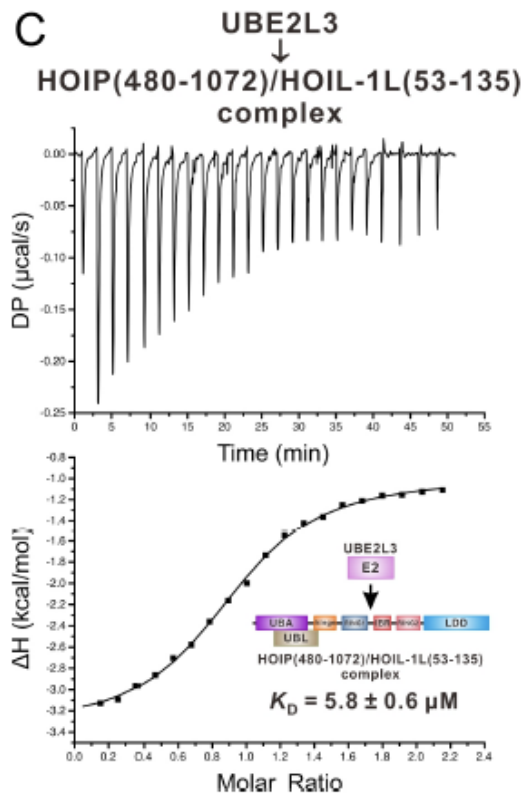 C
UBE2L3
↓
HOIP(480-1072)/HOIL-1L(53-135)
complex
DP (µcal/s)
0.00
-0.05
-0.10
-0.15
-0.20
-0.25
0 5 10 15 20 25 30 35 40 45 50 55
Time (min)
ΔH (kcal/mol)
-0.8
-1.0
-1.2
-1.4
-1.6
-1.8
-2.0
-2.2
-2.4
-2.6
-2.8
-3.0
-3.2
-3.4
UBE2L3
E2
UBA RING1 IBR RING2 LDD
UBL
HOIP(480-1072)/HOIL-1L(53-135)
complex
KD = 5.8 ± 0.6 µM
0.0 0.2 0.4 0.6 0.8 1.0 1.2 1.4 1.6 1.8 2.0 2.2 2.4
Molar Ratio